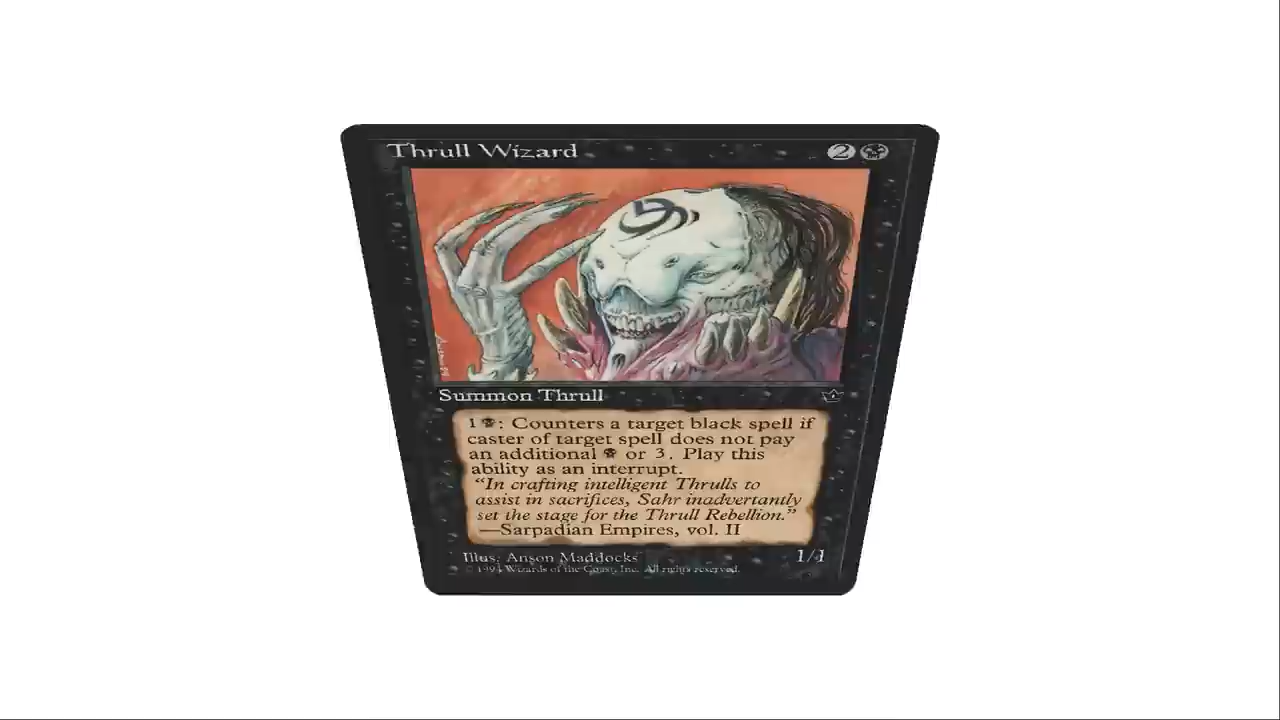 Thrull Wizard 2
Summon Thrull
1 : Counters a target black spell if
caster of target spell does not pay
an additional or 3. Play this
ability as an interrupt.
“In crafting intelligent Thrulls to
assist in sacrifices, Sahr inadvertantly
set the stage for the Thrull Rebellion.”
—Sarpadian Empires, vol. II
Illus. Anson Maddocks 1/1
© 1994 Wizards of the Coast, Inc. All rights reserved.